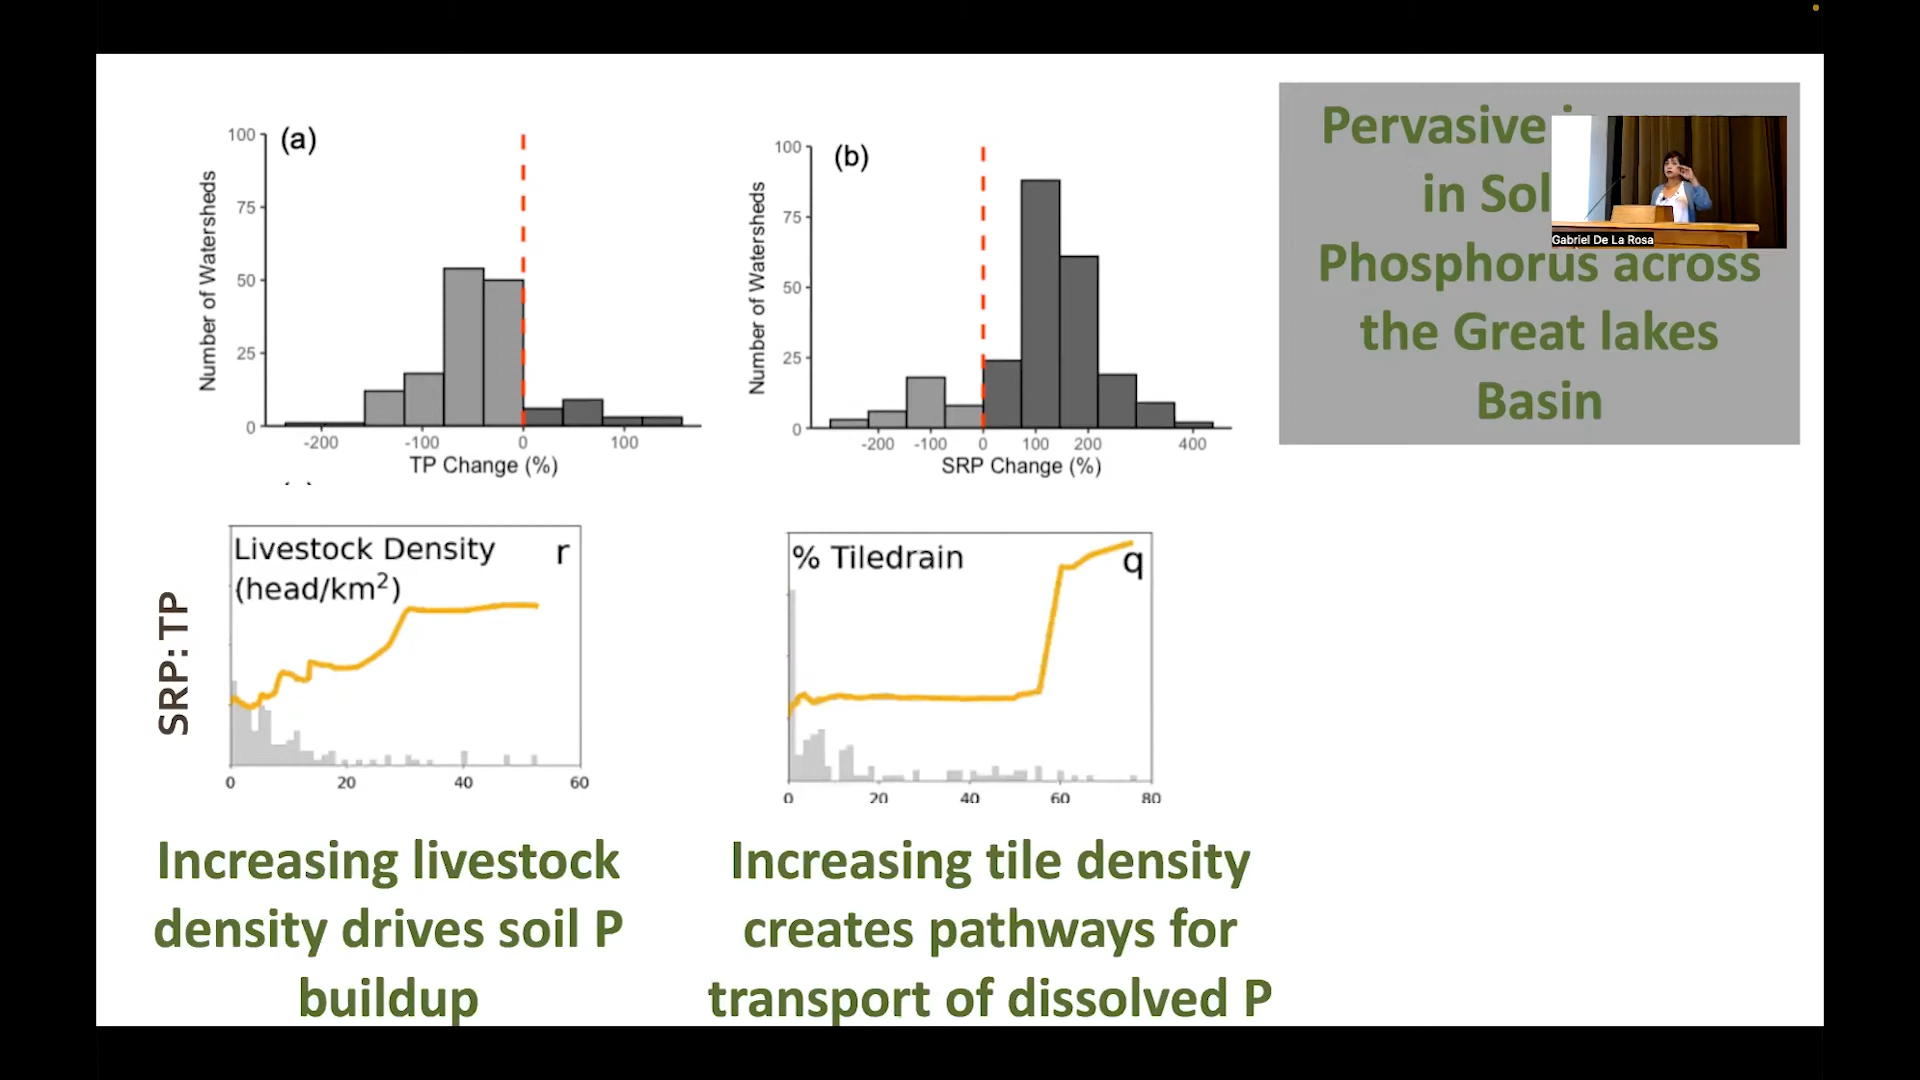 (a)
100
75
50
25
0
Number of Watersheds
-200 -100 0 100
TP Change (%)
(b)
100
75
50
25
0
Number of Watersheds
-200 -100 0 100 200 400
SRP Change (%)
Pervasive
in
Phosphorus across
the Great lakes
Basin
Gabriel De La Rosa
SRP: TP
Livestock Density r
(head/km²)
0 20 40 60
% Tiledrain q
0 20 40 60 80
Increasing livestock
density drives soil P
buildup
Increasing tile density
creates pathways for
transport of dissolved P